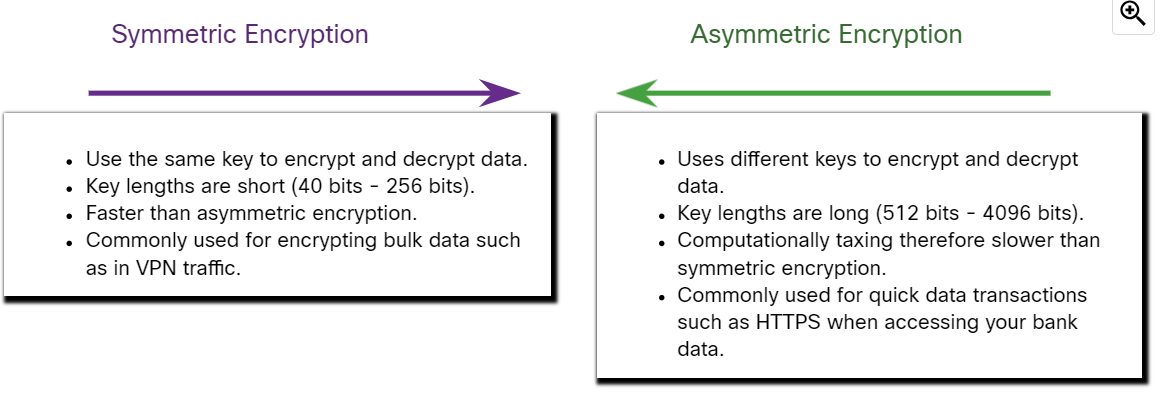 Symmetric Encryption
Asymmetric Encryption
• Use the same key to encrypt and decrypt data.
• Key lengths are short (40 bits - 256 bits).
• Faster than asymmetric encryption.
• Commonly used for encrypting bulk data such
as in VPN traffic.
• Uses different keys to encrypt and decrypt
data.
• Key lengths are long (512 bits - 4096 bits).
• Computationally taxing therefore slower than
symmetric encryption.
• Commonly used for quick data transactions
such as HTTPS when accessing your bank
data.